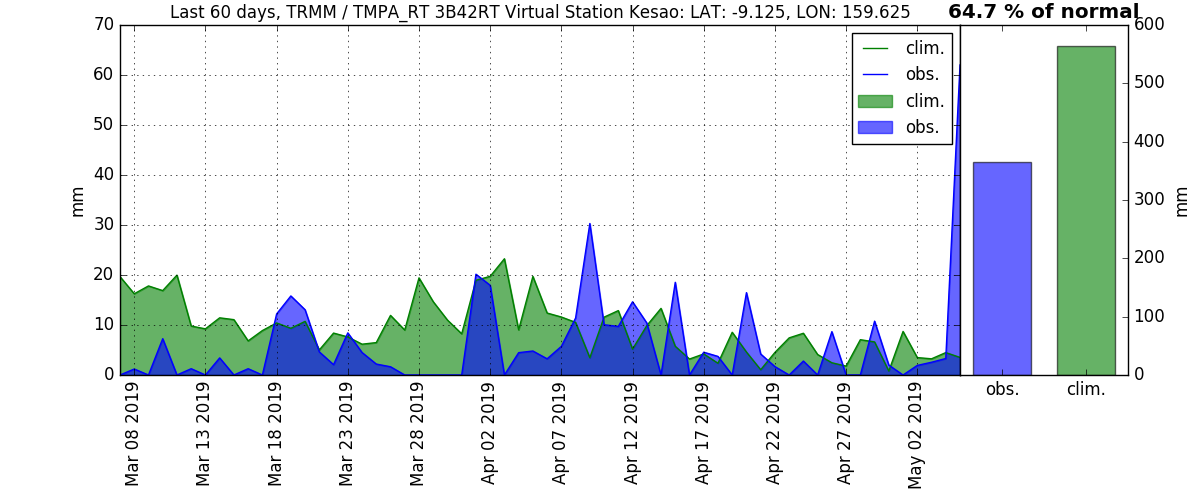 Last 60 days, TRMM / TMPA_RT 3B42RT Virtual Station Kesao: LAT: -9.125, LON: 159.625
64.7 % of normal
70
60
50
40
30
20
10
0
mm
clim.
obs.
clim.
obs.
Mar 08 2019
Mar 13 2019
Mar 18 2019
Mar 23 2019
Mar 28 2019
Apr 02 2019
Apr 07 2019
Apr 12 2019
Apr 17 2019
Apr 22 2019
Apr 27 2019
May 02 2019
600
500
400
300
200
100
0
mm
obs.
clim.